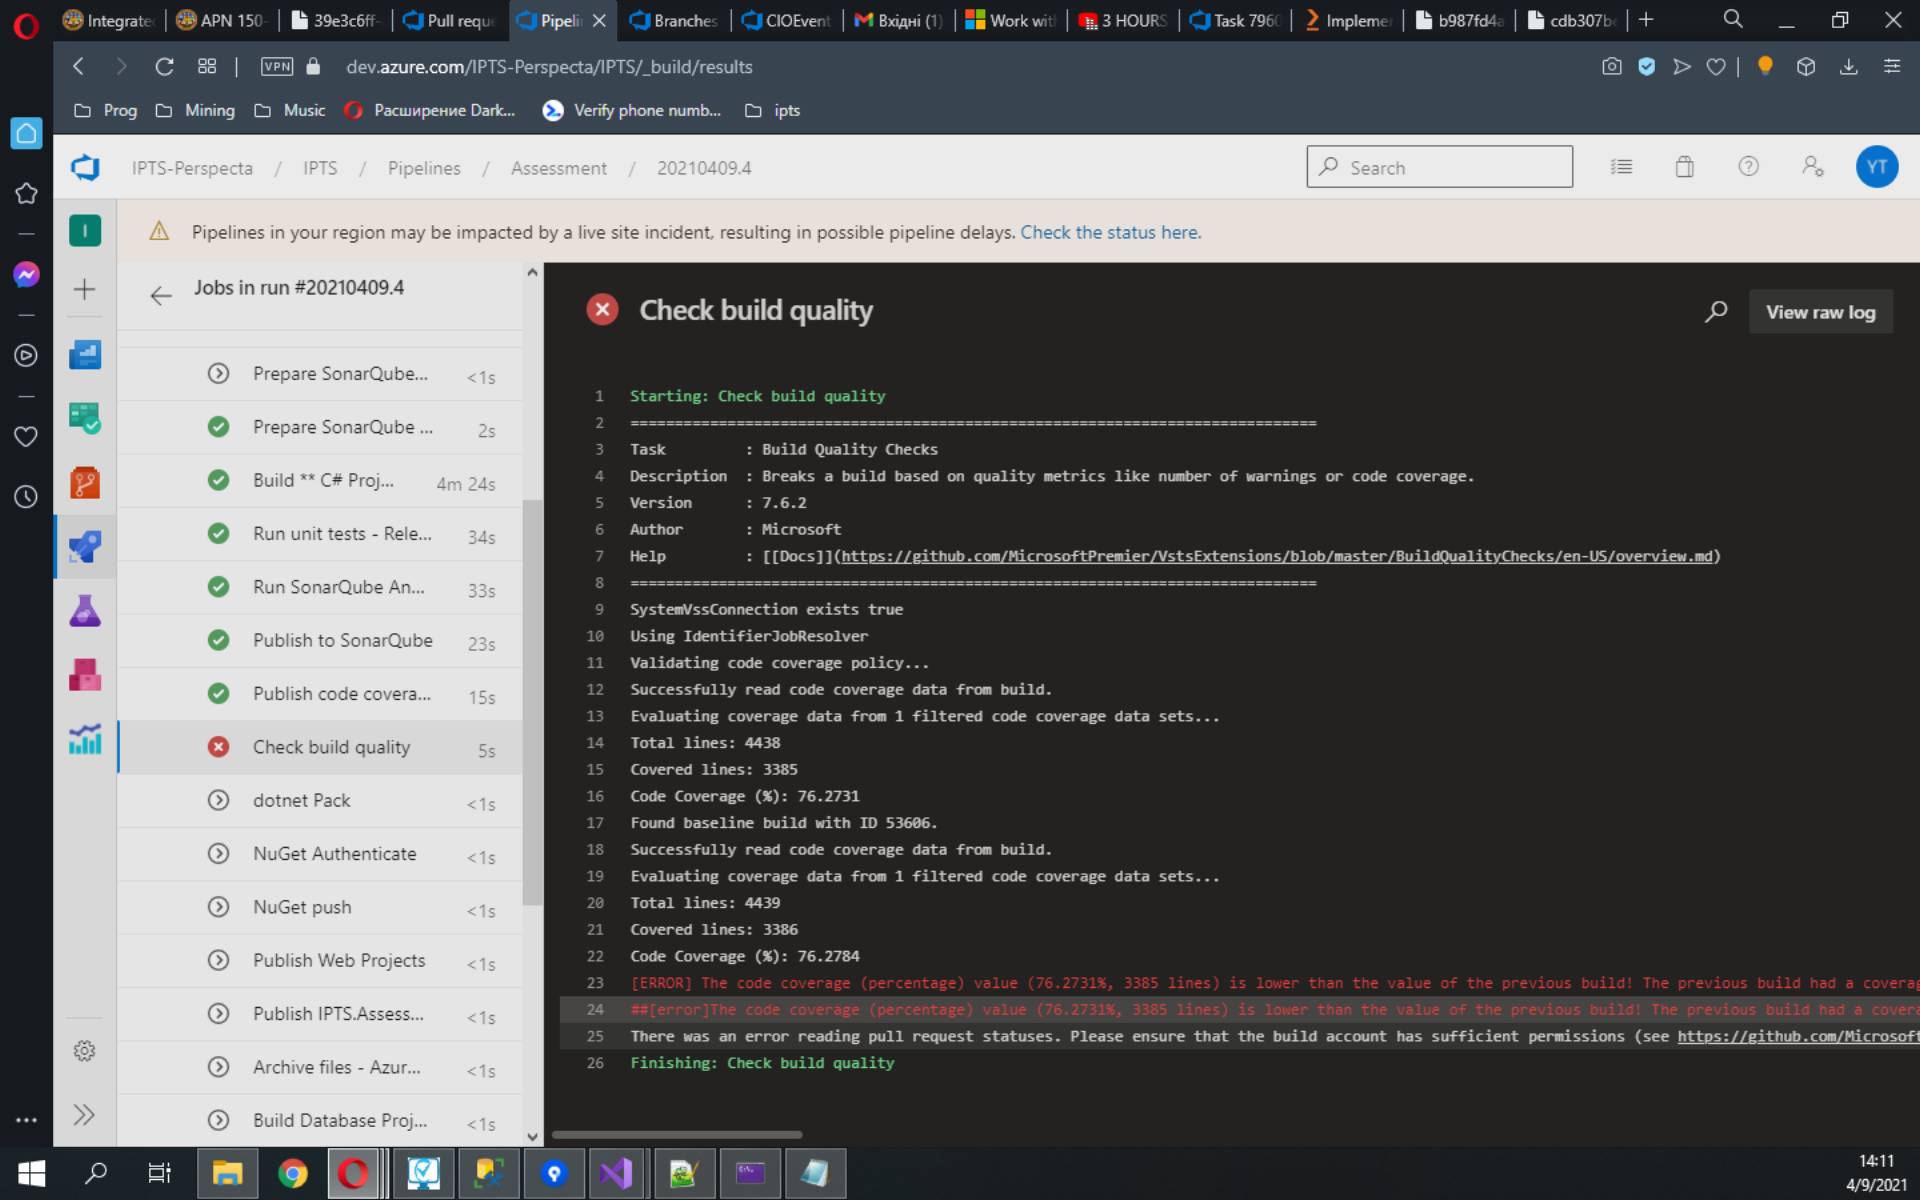 Integrate
APN 150-
39e3c6ff-
Pull requ
Pipeli
Branches
CIOEvent
Вхідні (1)
Work wit
3 HOURS
Task 7960
Implemen
b987fd4a
cdb307b
VPN
dev.azure.com/IPTS-Perspecta/IPTS/_build/results
Prog
Mining
Music
Расширение Dark...
Verify phone numb...
ipts
IPTS-Perspecta / IPTS / Pipelines / Assessment / 20210409.4
Search
YT
I
Pipelines in your region may be impacted by a live site incident, resulting in possible pipeline delays. Check the status here.
Jobs in run #20210409.4
Prepare SonarQube... <1s
Prepare SonarQube ... 2s
Build ** C# Proj... 4m 24s
Run unit tests - Rele... 34s
Run SonarQube An... 33s
Publish to SonarQube 23s
Publish code covera... 15s
Check build quality 5s
dotnet Pack <1s
NuGet Authenticate <1s
NuGet push <1s
Publish Web Projects <1s
Publish IPTS.Assess... <1s
Archive files - Azur... <1s
Build Database Proj... <1s
Check build quality
View raw log
1 Starting: Check build quality
2 ==============================================================================
3 Task         : Build Quality Checks
4 Description  : Breaks a build based on quality metrics like number of warnings or code coverage.
5 Version      : 7.6.2
6 Author       : Microsoft
7 Help         : [[Docs]](https://github.com/MicrosoftPremier/VstsExtensions/blob/master/BuildQualityChecks/en-US/overview.md)
8 ==============================================================================
9 SystemVssConnection exists true
10 Using IdentifierJobResolver
11 Validating code coverage policy...
12 Successfully read code coverage data from build.
13 Evaluating coverage data from 1 filtered code coverage data sets...
14 Total lines: 4438
15 Covered lines: 3385
16 Code Coverage (%): 76.2731
17 Found baseline build with ID 53606.
18 Successfully read code coverage data from build.
19 Evaluating coverage data from 1 filtered code coverage data sets...
20 Total lines: 4439
21 Covered lines: 3386
22 Code Coverage (%): 76.2784
23 [ERROR] The code coverage (percentage) value (76.2731%, 3385 lines) is lower than the value of the previous build! The previous build had a coverag
24 ##[error]The code coverage (percentage) value (76.2731%, 3385 lines) is lower than the value of the previous build! The previous build had a covera
25 There was an error reading pull request statuses. Please ensure that the build account has sufficient permissions (see https://github.com/Microsoft
26 Finishing: Check build quality
14:11
4/9/2021